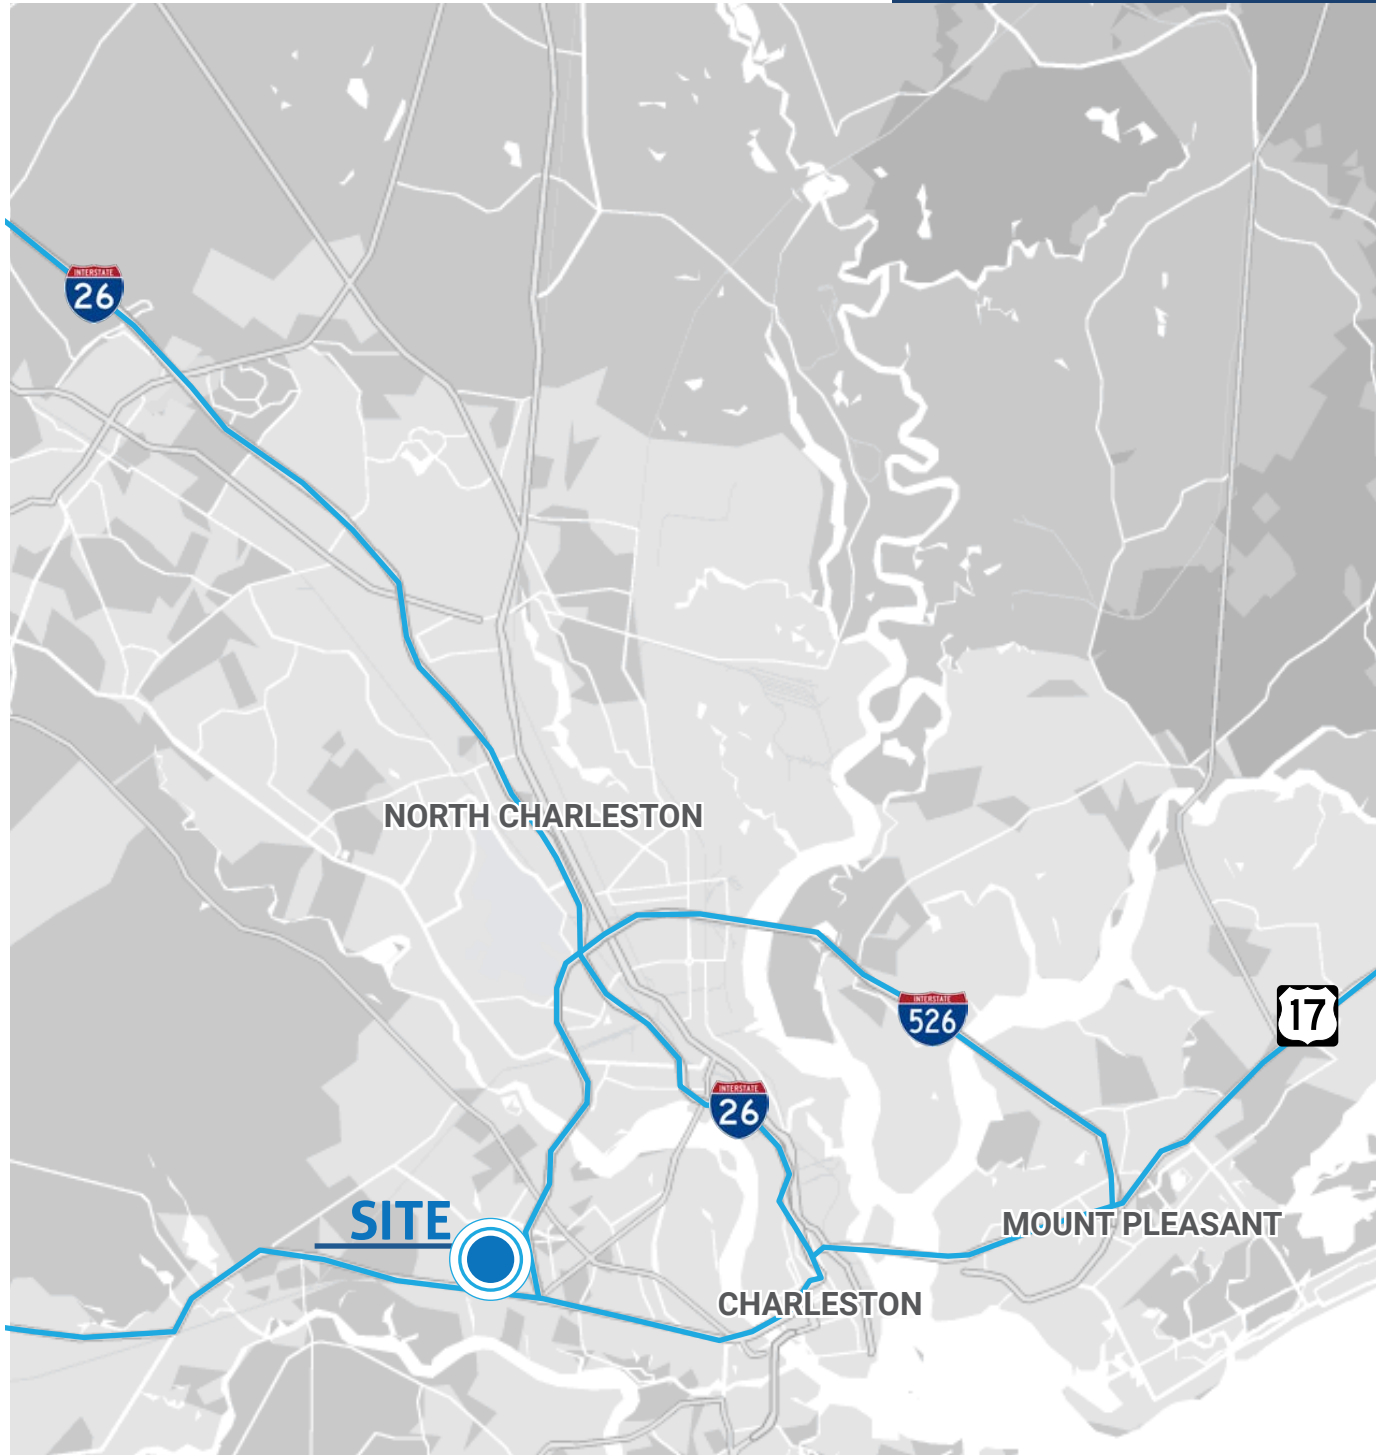 INTERSTATE
26
NORTH CHARLESTON
INTERSTATE
526
17
INTERSTATE
26
SITE
MOUNT PLEASANT
CHARLESTON